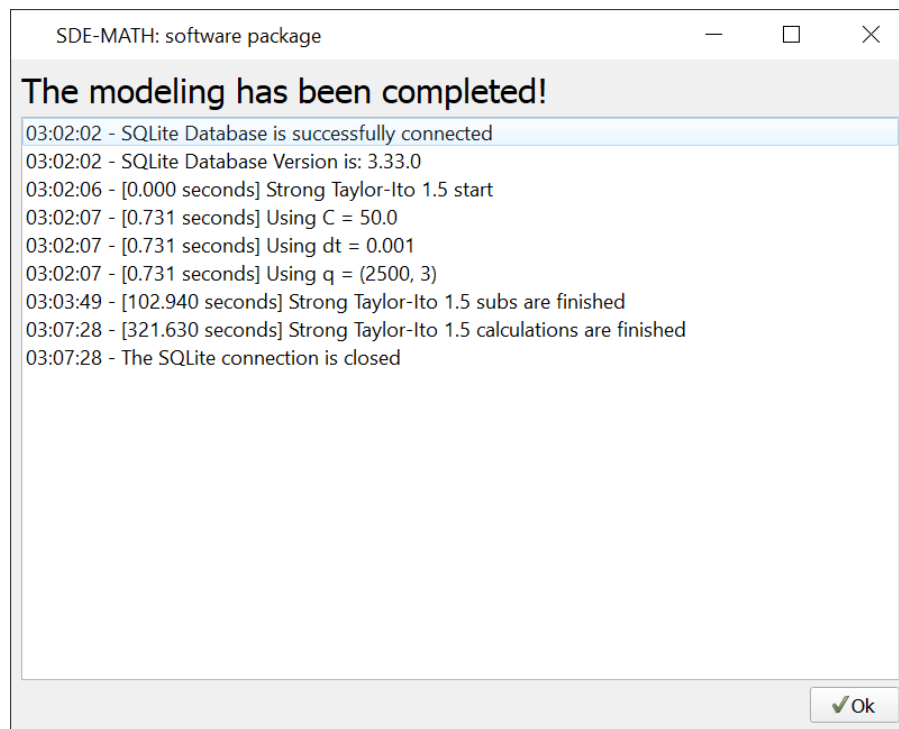 SDE-MATH: software package
The modeling has been completed!
03:02:02 - SQLite Database is successfully connected
03:02:02 - SQLite Database Version is: 3.33.0
03:02:06 - [0.000 seconds] Strong Taylor-Ito 1.5 start
03:02:07 - [0.731 seconds] Using C = 50.0
03:02:07 - [0.731 seconds] Using dt = 0.001
03:02:07 - [0.731 seconds] Using q = (2500, 3)
03:03:49 - [102.940 seconds] Strong Taylor-Ito 1.5 subs are finished
03:07:28 - [321.630 seconds] Strong Taylor-Ito 1.5 calculations are finished
03:07:28 - The SQLite connection is closed
Ok